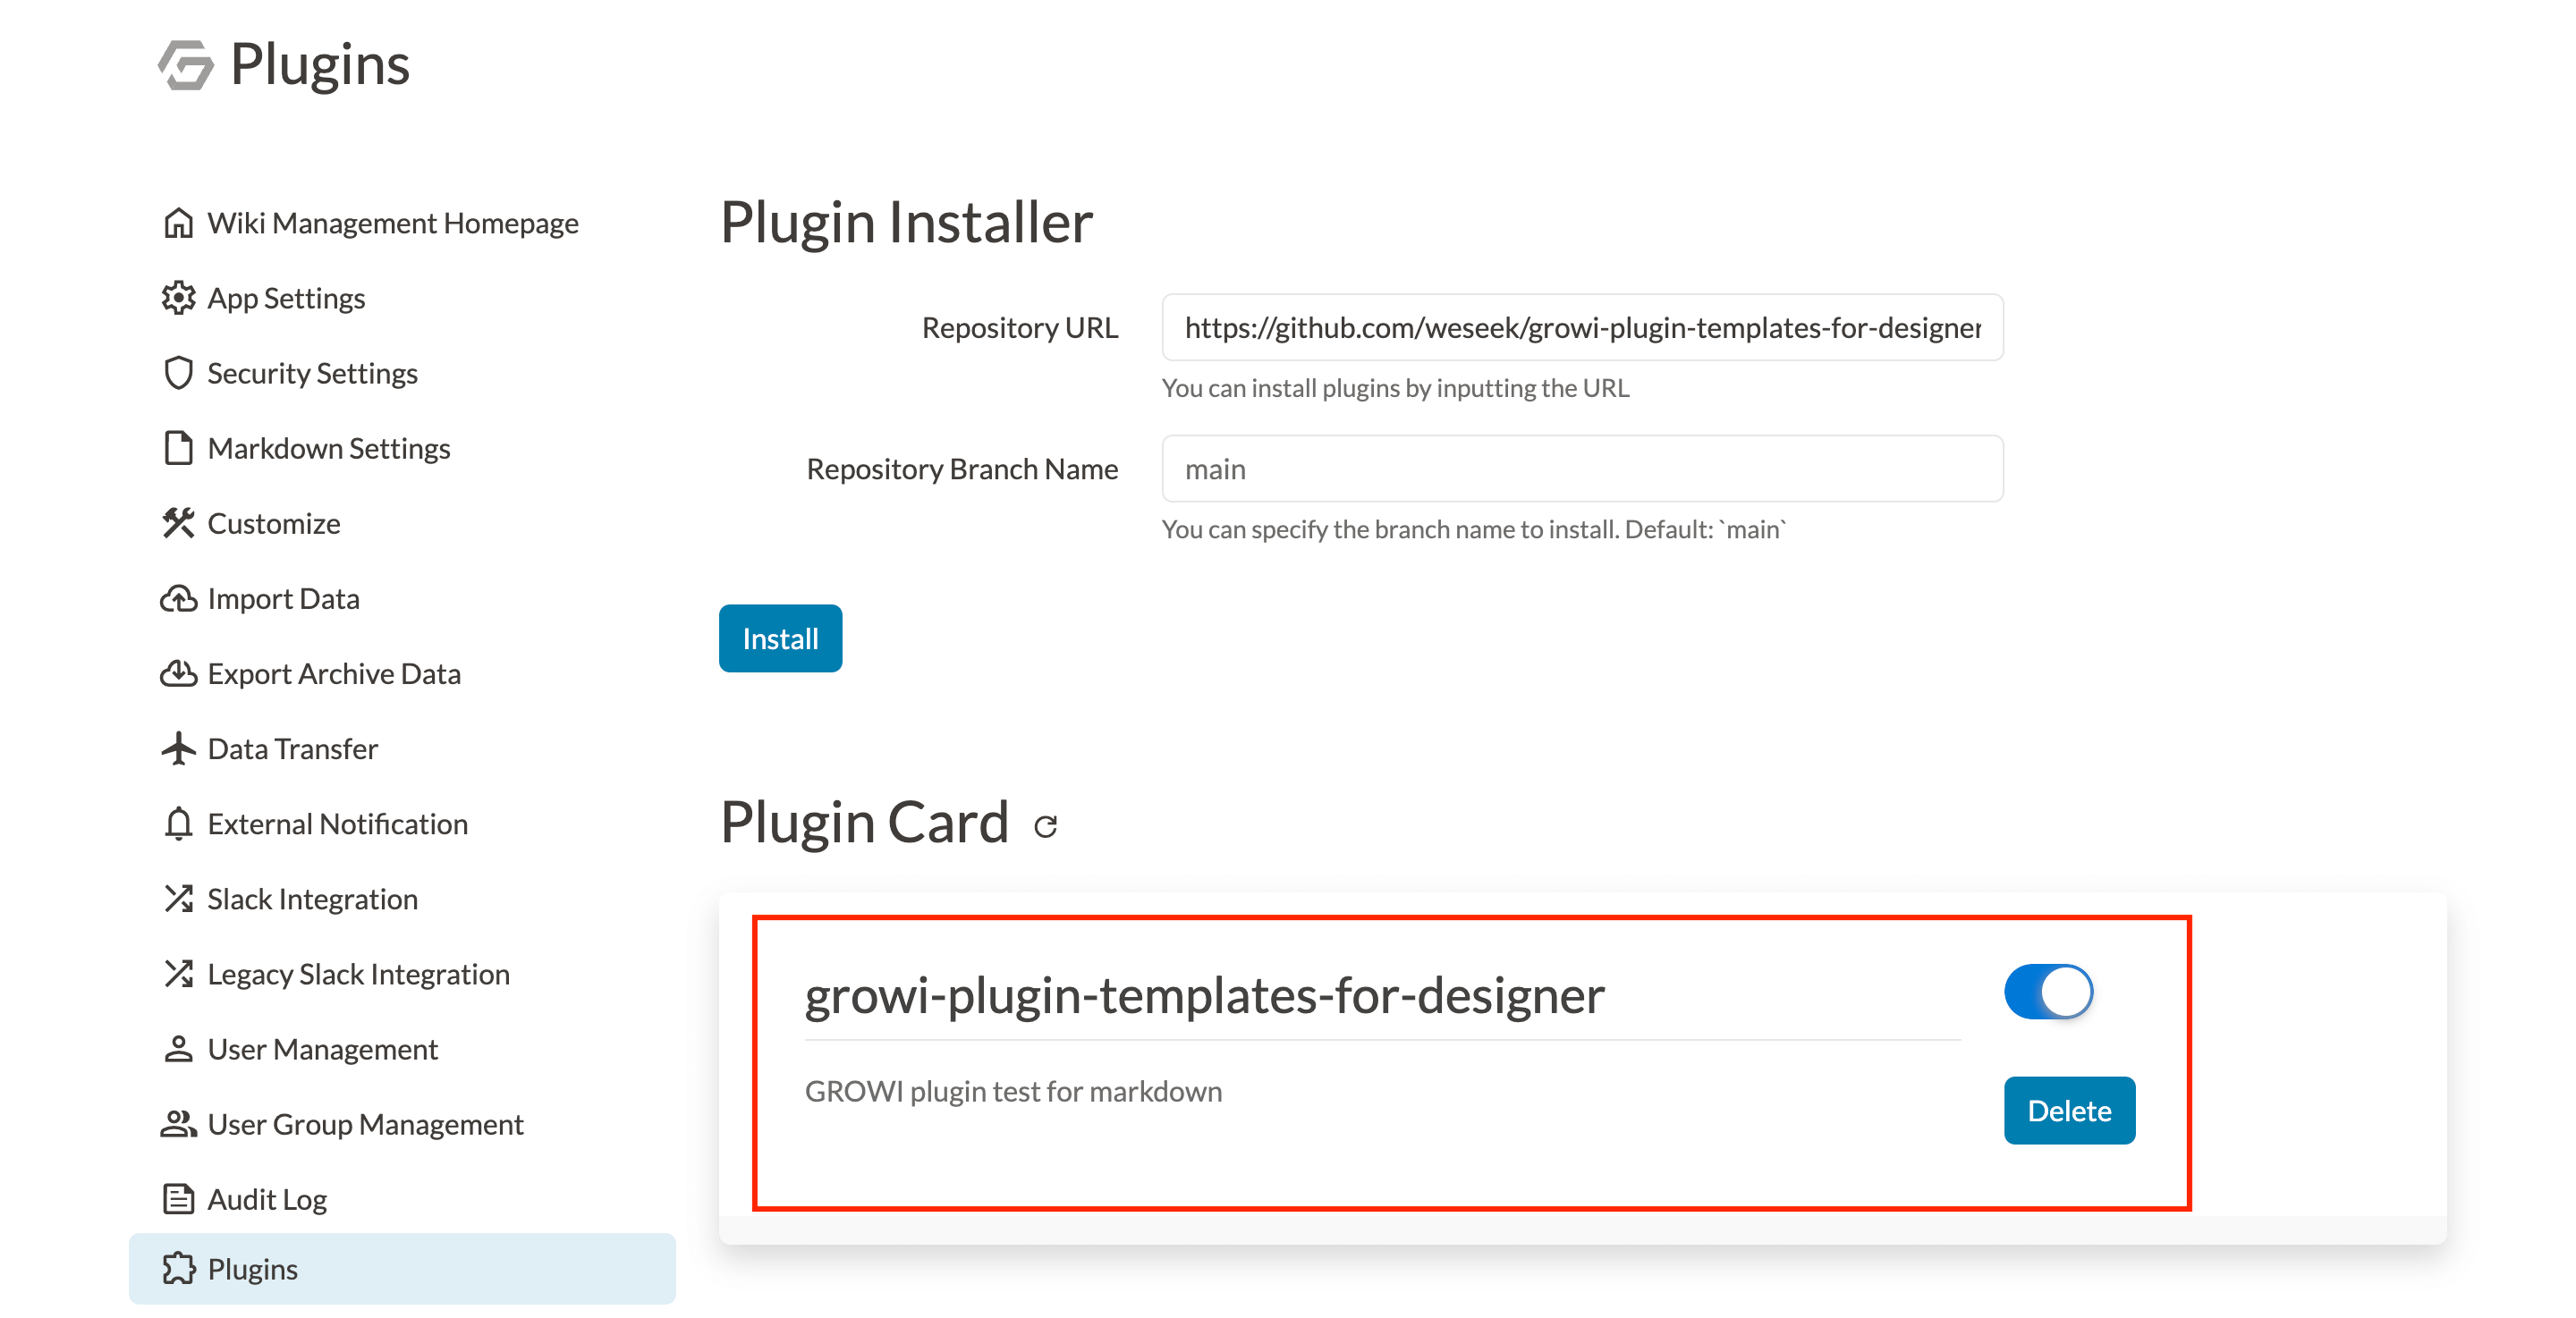 Plugins
Wiki Management Homepage
App Settings
Security Settings
Markdown Settings
Customize
Import Data
Export Archive Data
Data Transfer
External Notification
Slack Integration
Legacy Slack Integration
User Management
User Group Management
Audit Log
Plugins
Plugin Installer
Repository URL
https://github.com/weseek/growi-plugin-templates-for-designer
You can install plugins by inputting the URL
Repository Branch Name
main
You can specify the branch name to install. Default: `main`
Install
Plugin Card
growi-plugin-templates-for-designer
GROWI plugin test for markdown
Delete